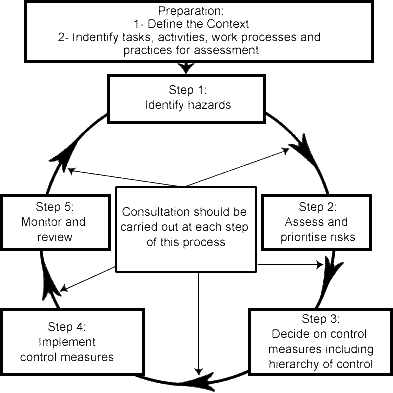 Preparation:
1- Define the Context
2- Indentify tasks, activities, work processes and
practices for assessment
Step 1:
Identify hazards
Step 5:
Monitor and
review
Consultation should be
carried out at each step
of this process
Step 2:
Assess and
prioritise risks
Step 4:
Implement
control measures
Step 3:
Decide on control
measures including
hierarchy of control